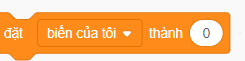 đặt biến của tôi thành 0